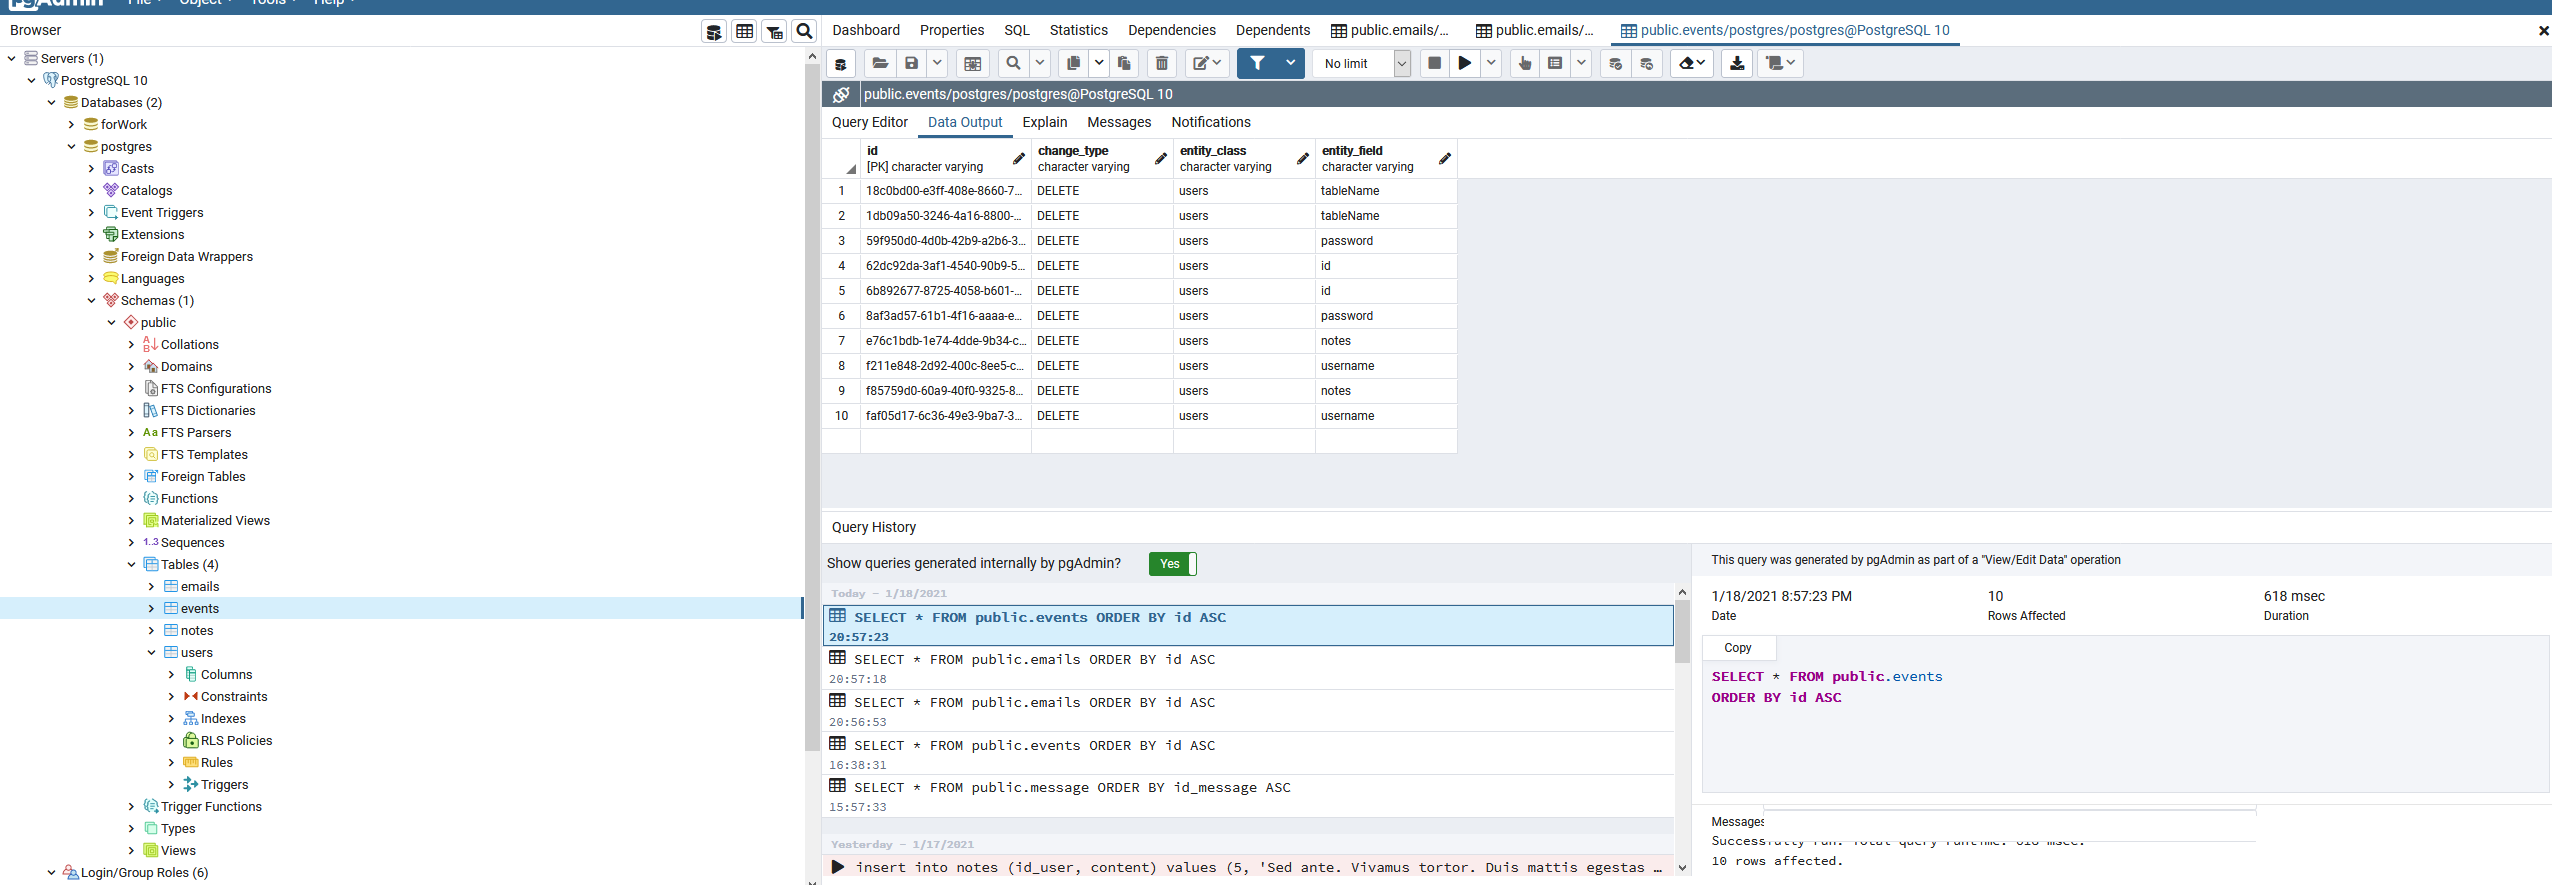 pgAdmin File Object Tools Help
Browser
Servers (1)
PostgreSQL 10
Databases (2)
forWork
postgres
Casts
Catalogs
Event Triggers
Extensions
Foreign Data Wrappers
Languages
Schemas (1)
public
Collations
Domains
FTS Configurations
FTS Dictionaries
FTS Parsers
FTS Templates
Foreign Tables
Functions
Materialized Views
1..3 Sequences
Tables (4)
emails
events
notes
users
Columns
Constraints
Indexes
RLS Policies
Rules
Triggers
Trigger Functions
Types
Views
Login/Group Roles (6)
Dashboard Properties SQL Statistics Dependencies Dependents public.emails/... public.emails/... public.events/postgres/postgres@PostgreSQL 10
No limit
public.events/postgres/postgres@PostgreSQL 10
Query Editor Data Output Explain Messages Notifications
id change_type entity_class entity_field
[PK] character varying character varying character varying character varying
1 18c0bd00-e3ff-408e-8660-7... DELETE users tableName
2 1db09a50-3246-4a16-8800-... DELETE users tableName
3 59f950d0-4d0b-42b9-a2b6-3... DELETE users password
4 62dc92da-3af1-4540-90b9-5... DELETE users id
5 6b892677-8725-4058-b601-... DELETE users id
6 8af3ad57-61b1-4f16-aaaa-e... DELETE users password
7 e76c1bdb-1e74-4dde-9b34-c... DELETE users notes
8 f211e848-2d92-400c-8ee5-c... DELETE users username
9 f85759d0-60a9-40f0-9325-8... DELETE users notes
10 faf05d17-6c36-49e3-9ba7-3... DELETE users username
Query History
Show queries generated internally by pgAdmin? Yes
Today - 1/18/2021
SELECT * FROM public.events ORDER BY id ASC
20:57:23
SELECT * FROM public.emails ORDER BY id ASC
20:57:18
SELECT * FROM public.emails ORDER BY id ASC
20:56:53
SELECT * FROM public.events ORDER BY id ASC
16:38:31
SELECT * FROM public.message ORDER BY id_message ASC
15:57:33
Yesterday - 1/17/2021
insert into notes (id_user, content) values (5, 'Sed ante. Vivamus tortor. Duis mattis egestas ...
This query was generated by pgAdmin as part of a "View/Edit Data" operation
1/18/2021 8:57:23 PM 10 618 msec
Date Rows Affected Duration
Copy
SELECT * FROM public.events
ORDER BY id ASC
Messages
Successfully run. Total query runtime: 618 msec.
10 rows affected.